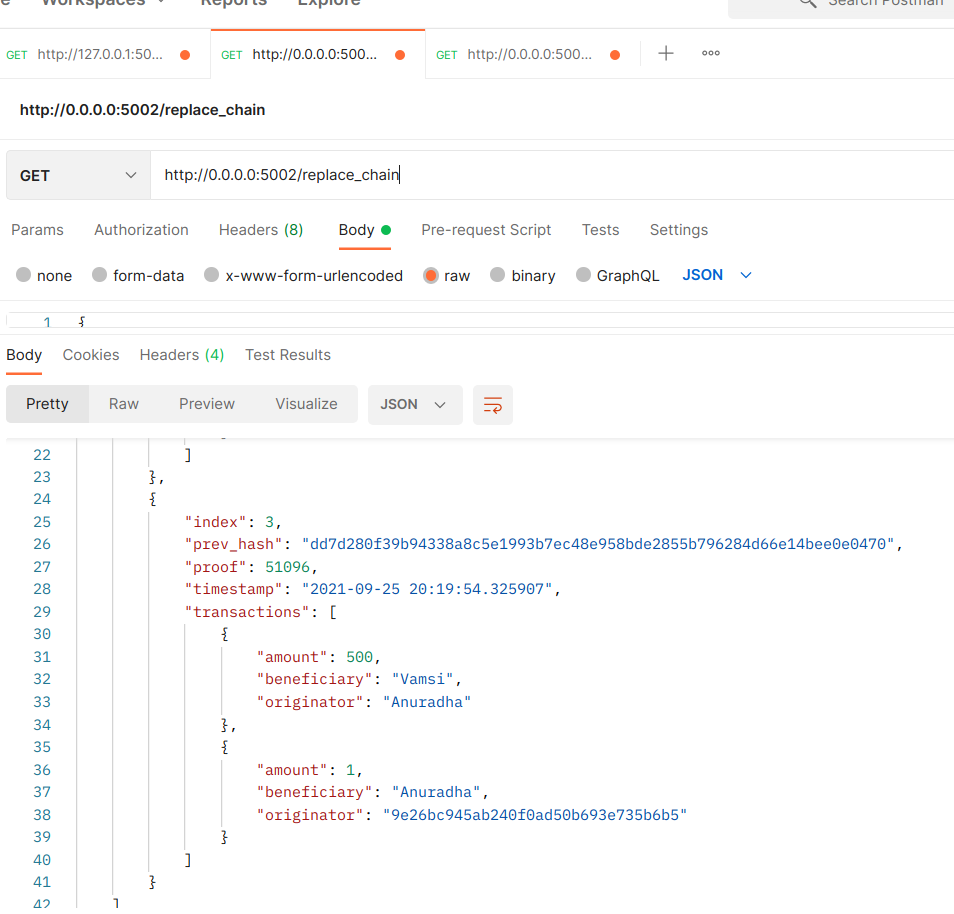 Workspaces Reports Explore Search Postman
GET http://127.0.0.1:50... GET http://0.0.0.0:500... GET http://0.0.0.0:500...
http://0.0.0.0:5002/replace_chain
GET http://0.0.0.0:5002/replace_chain
Params Authorization Headers (8) Body Pre-request Script Tests Settings
none form-data x-www-form-urlencoded raw binary GraphQL JSON
1 {
Body Cookies Headers (4) Test Results
Pretty Raw Preview Visualize JSON
22 ]
23 },
24 {
25 "index": 3,
26 "prev_hash": "dd7d280f39b94338a8c5e1993b7ec48e958bde2855b796284d66e14bee0e0470",
27 "proof": 51096,
28 "timestamp": "2021-09-25 20:19:54.325907",
29 "transactions": [
30 {
31 "amount": 500,
32 "beneficiary": "Vamsi",
33 "originator": "Anuradha"
34 },
35 {
36 "amount": 1,
37 "beneficiary": "Anuradha",
38 "originator": "9e26bc945ab240f0ad50b693e735b6b5"
39 }
40 ]
41 }
42 ]